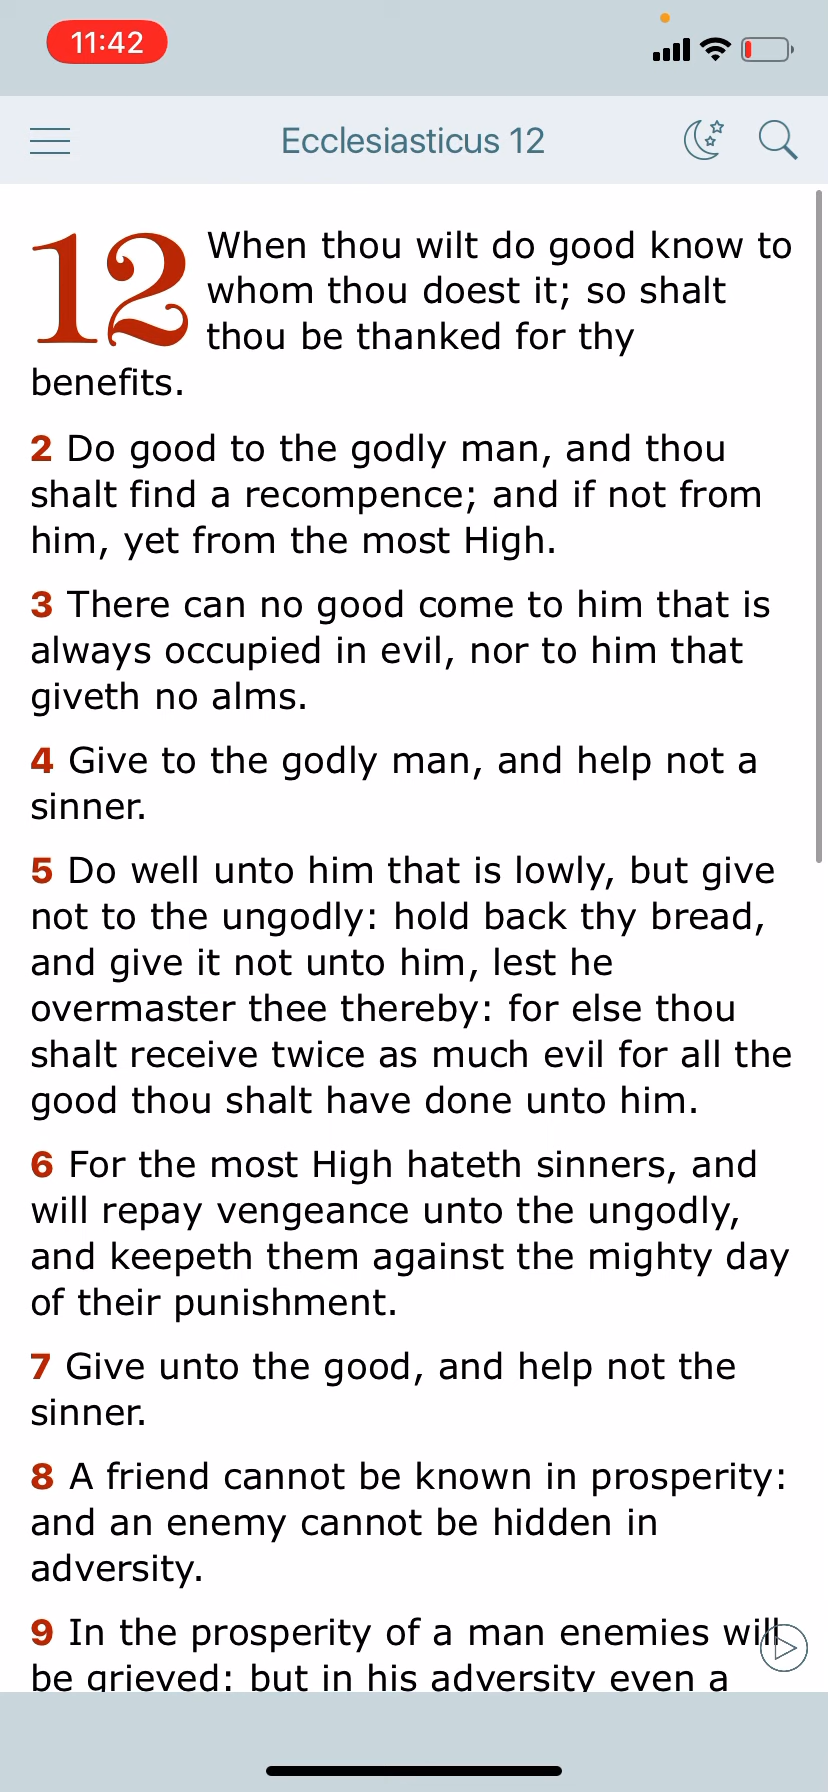 11:42
Ecclesiasticus 12
12 When thou wilt do good know to
whom thou doest it; so shalt
thou be thanked for thy
benefits.
2 Do good to the godly man, and thou
shalt find a recompence; and if not from
him, yet from the most High.
3 There can no good come to him that is
always occupied in evil, nor to him that
giveth no alms.
4 Give to the godly man, and help not a
sinner.
5 Do well unto him that is lowly, but give
not to the ungodly: hold back thy bread,
and give it not unto him, lest he
overmaster thee thereby: for else thou
shalt receive twice as much evil for all the
good thou shalt have done unto him.
6 For the most High hateth sinners, and
will repay vengeance unto the ungodly,
and keepeth them against the mighty day
of their punishment.
7 Give unto the good, and help not the
sinner.
8 A friend cannot be known in prosperity:
and an enemy cannot be hidden in
adversity.
9 In the prosperity of a man enemies will
be grieved: but in his adversity even a